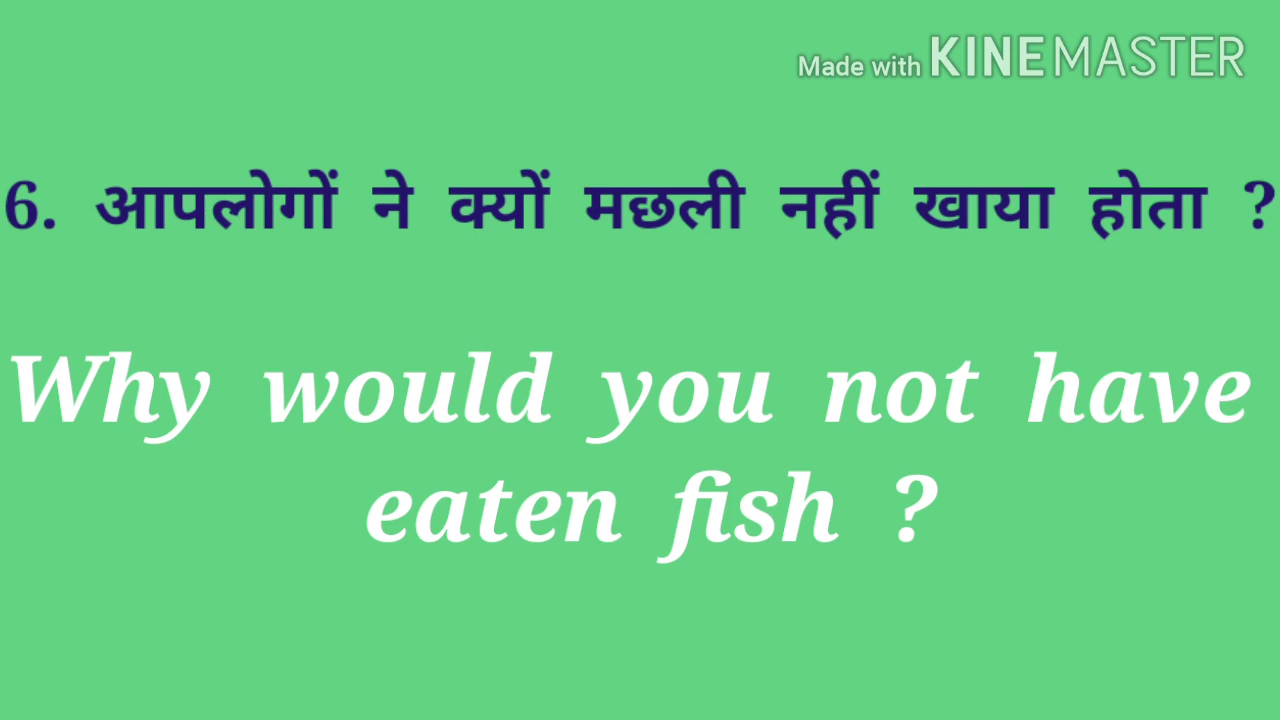 Made with KINEMASTER
6. आपलोगों ने क्यों मछली नहीं खाया होता ?
Why would you not have
eaten fish ?